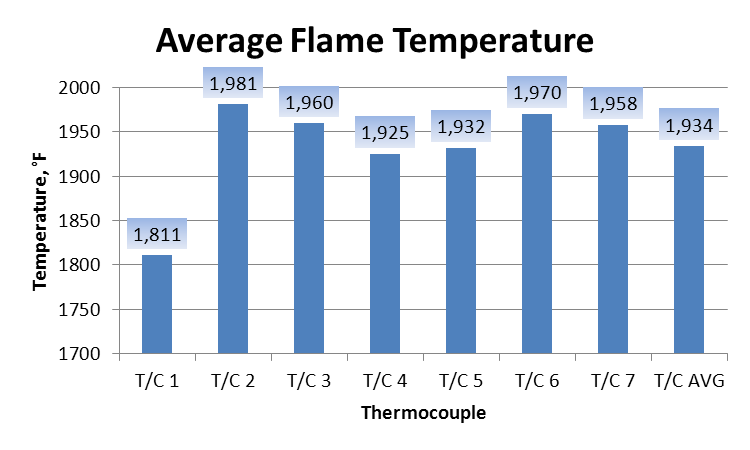 Average Flame Temperature
Temperature, °F
2000
1950
1900
1850
1800
1750
1700
1,811
1,981
1,960
1,925
1,932
1,970
1,958
1,934
T/C 1
T/C 2
T/C 3
T/C 4
T/C 5
T/C 6
T/C 7
T/C AVG
Thermocouple